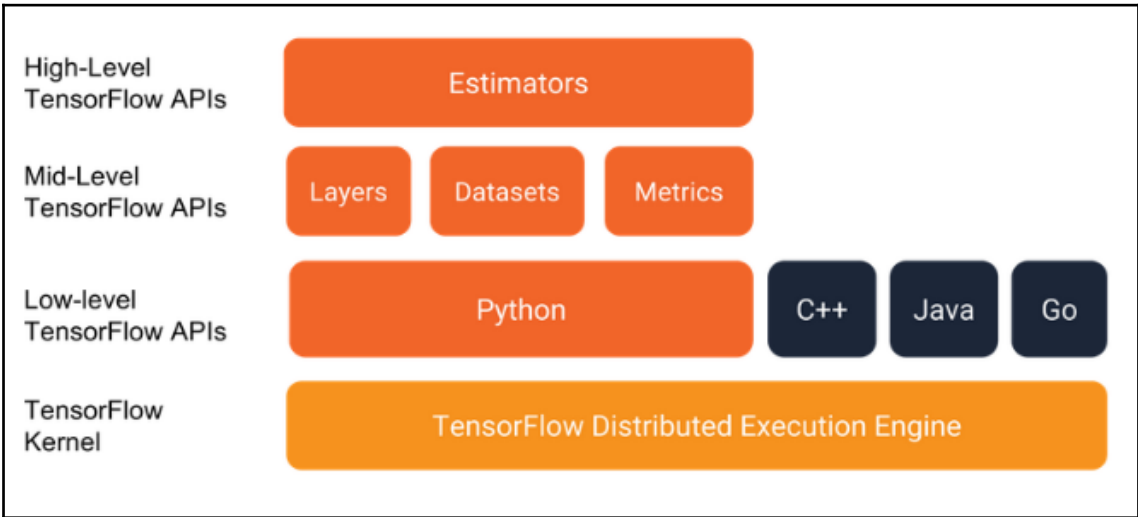 High-Level
TensorFlow APIs
Estimators
Mid-Level
TensorFlow APIs
Layers
Datasets
Metrics
Low-level
TensorFlow APIs
Python
C++
Java
Go
TensorFlow
Kernel
TensorFlow Distributed Execution Engine